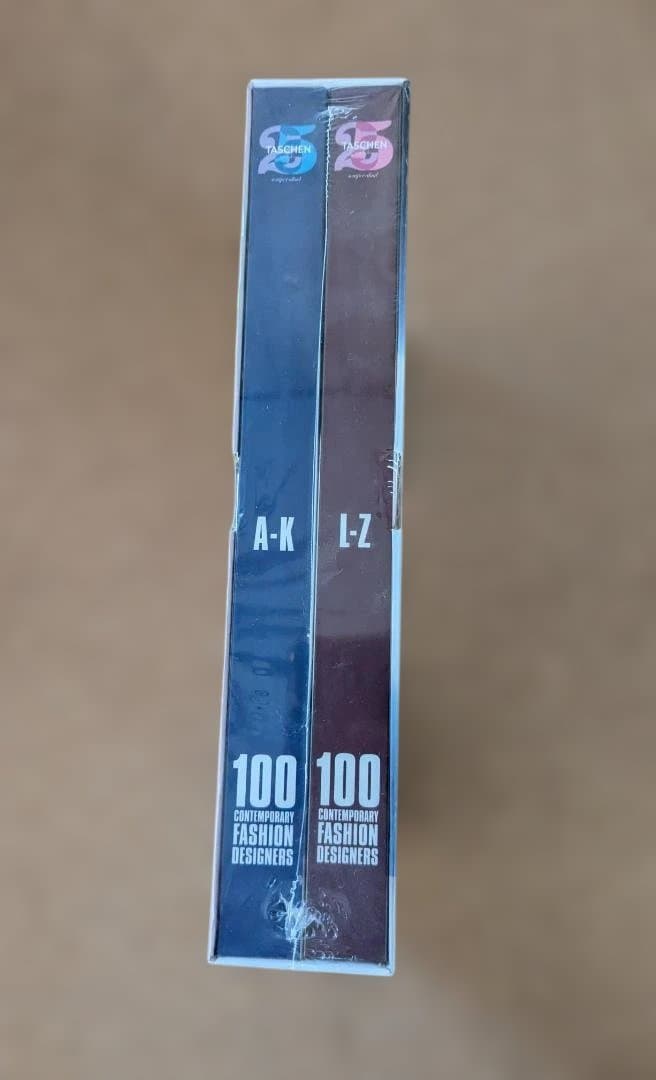 25
TASCHEN
A-K
100
CONTEMPORARY
FASHION
DESIGNERS
25
TASCHEN
L-Z
100
CONTEMPORARY
FASHION
DESIGNERS